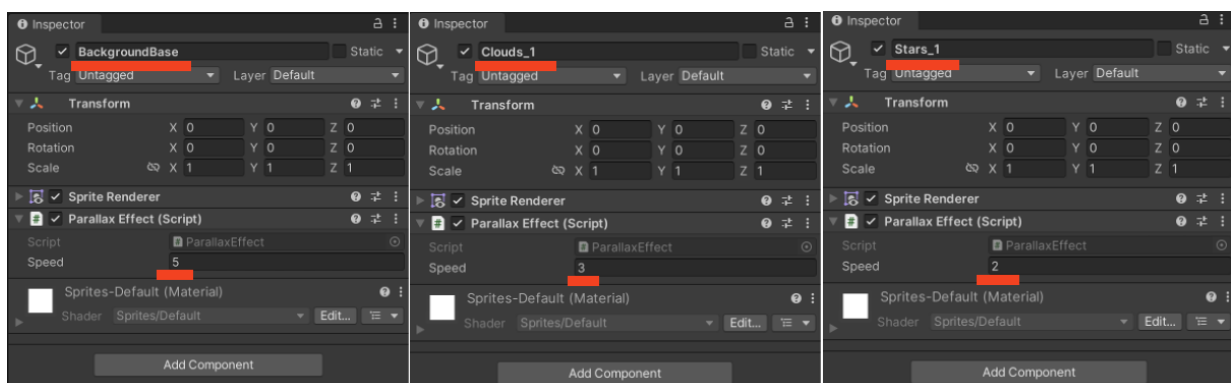 Inspector
BackgroundBase Static
Tag Untagged Layer Default
Transform
Position X 0 Y 0 Z 0
Rotation X 0 Y 0 Z 0
Scale X 1 Y 1 Z 1
Sprite Renderer
Parallax Effect (Script)
Script ParallaxEffect
Speed 5
Sprites-Default (Material)
Shader Sprites/Default Edit...
Add Component
Inspector
Clouds_1 Static
Tag Untagged Layer Default
Transform
Position X 0 Y 0 Z 0
Rotation X 0 Y 0 Z 0
Scale X 1 Y 1 Z 1
Sprite Renderer
Parallax Effect (Script)
Script ParallaxEffect
Speed 3
Sprites-Default (Material)
Shader Sprites/Default Edit...
Add Component
Inspector
Stars_1 Static
Tag Untagged Layer Default
Transform
Position X 0 Y 0 Z 0
Rotation X 0 Y 0 Z 0
Scale X 1 Y 1 Z 1
Sprite Renderer
Parallax Effect (Script)
Script ParallaxEffect
Speed 2
Sprites-Default (Material)
Shader Sprites/Default Edit...
Add Component